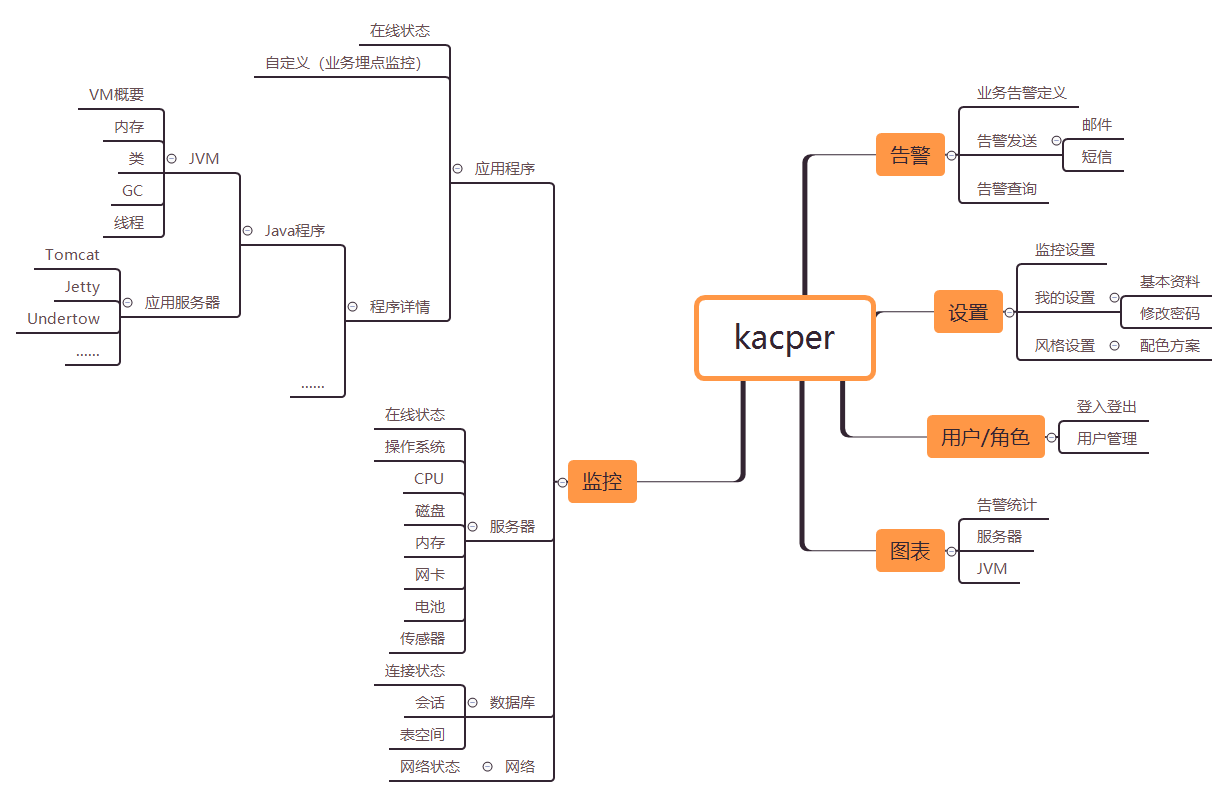 kacper
告警
业务告警定义
告警发送
邮件
短信
告警查询
设置
监控设置
我的设置
基本资料
修改密码
风格设置
配色方案
用户/角色
登入登出
用户管理
图表
告警统计
服务器
JVM
监控
应用程序
在线状态
自定义（业务埋点监控）
程序详情
Java程序
JVM
VM概要
内存
类
GC
线程
应用服务器
Tomcat
Jetty
Undertow
......
......
服务器
在线状态
操作系统
CPU
磁盘
内存
网卡
电池
传感器
数据库
连接状态
会话
表空间
网络
网络状态